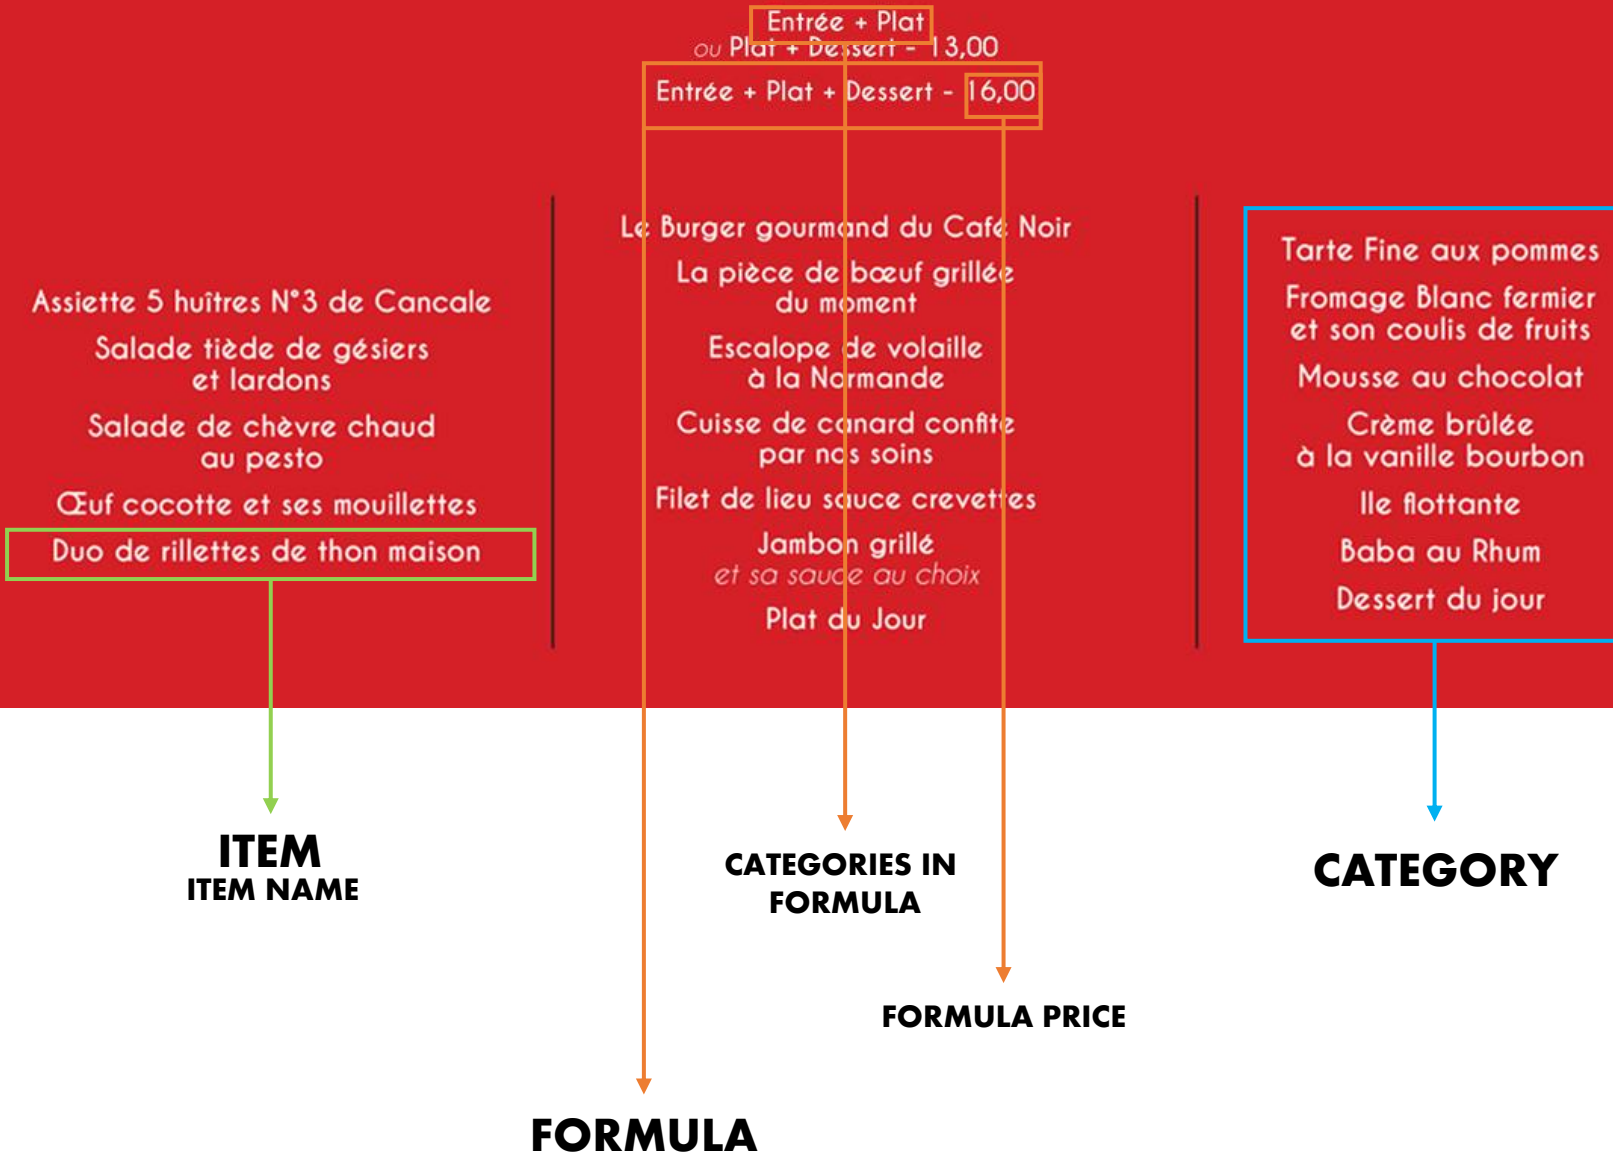 Entrée + Plat
ou Plat + Dessert - 13,00
Entrée + Plat + Dessert - 16,00
Assiette 5 huîtres N°3 de Cancale
Salade tiède de gésiers
et lardons
Salade de chèvre chaud
au pesto
Œuf cocotte et ses mouillettes
Duo de rillettes de thon maison
Le Burger gourmand du Café Noir
La pièce de bœuf grillée
du moment
Escalope de volaille
à la Normande
Cuisse de canard confite
par nos soins
Filet de lieu sauce crevettes
Jambon grillé
et sa sauce au choix
Plat du Jour
Tarte Fine aux pommes
Fromage Blanc fermier
et son coulis de fruits
Mousse au chocolat
Crème brûlée
à la vanille bourbon
Ile flottante
Baba au Rhum
Dessert du jour
ITEM
ITEM NAME
CATEGORIES IN
FORMULA
CATEGORY
FORMULA PRICE
FORMULA